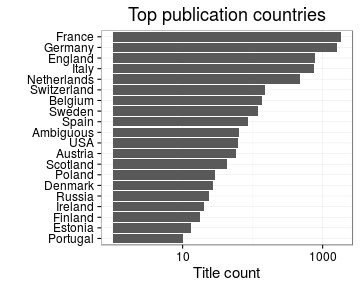 Top publication countries
France
Germany
England
Italy
Netherlands
Switzerland
Belgium
Sweden
Spain
Ambiguous
USA
Austria
Scotland
Poland
Denmark
Russia
Ireland
Finland
Estonia
Portugal
10 1000
Title count